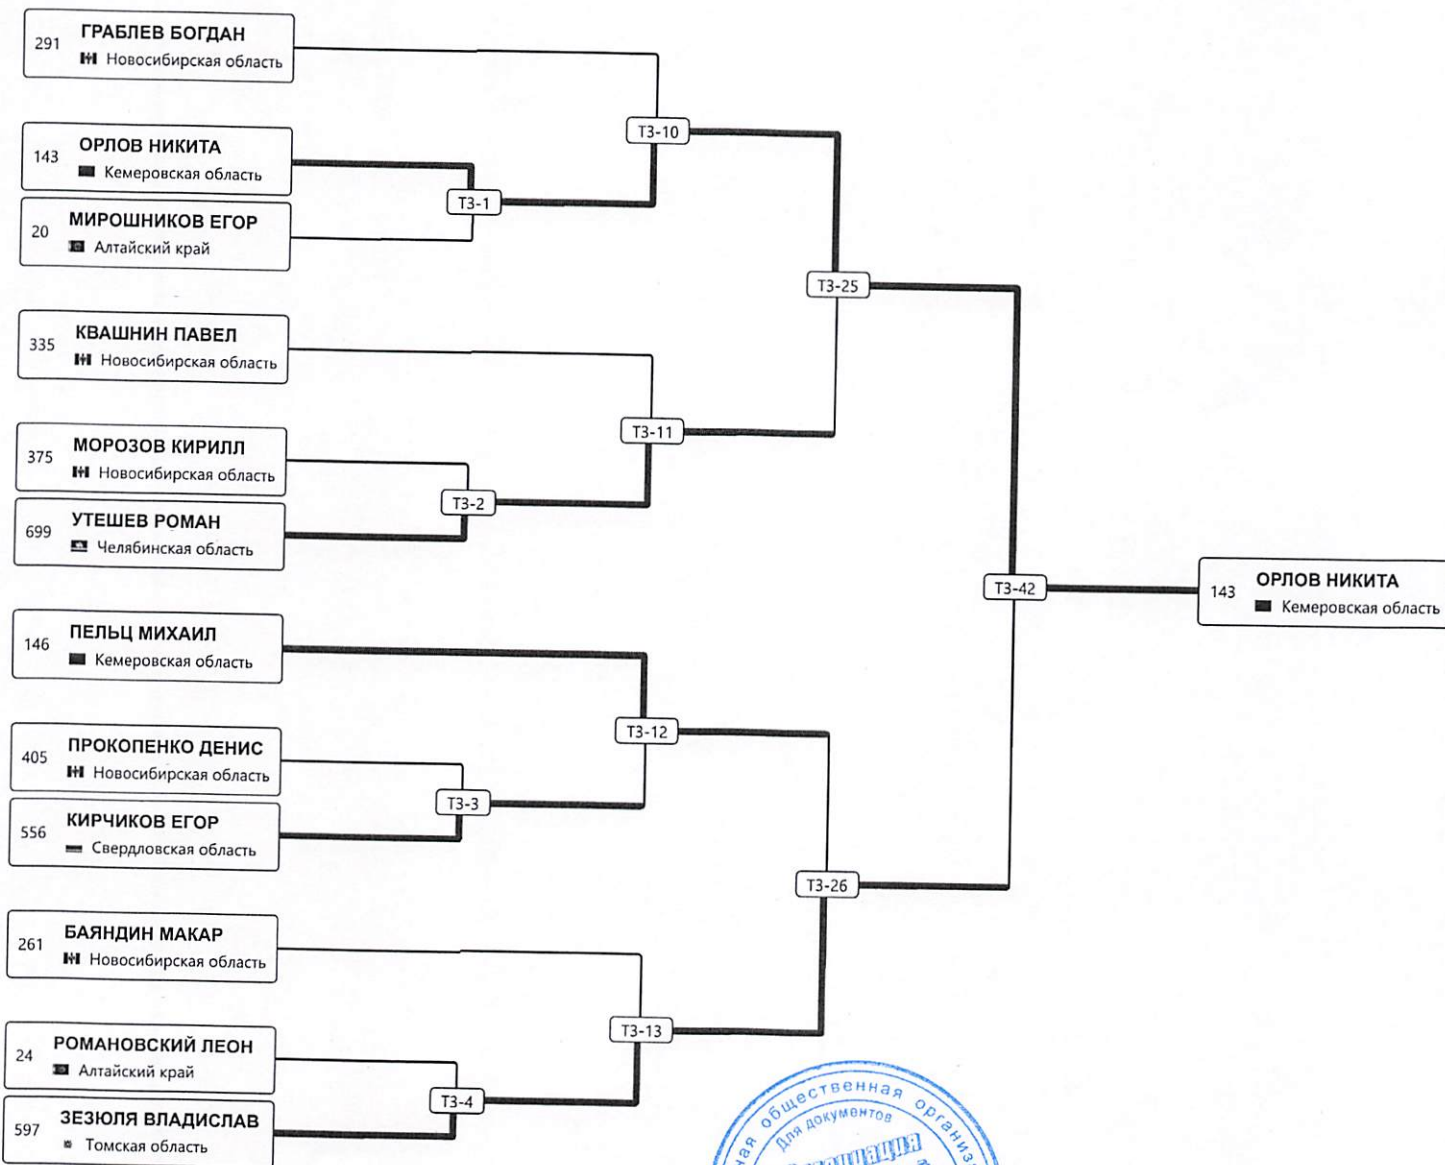 291 ГРАБЛЕВ БОГДАН
Новосибирская область
143 ОРЛОВ НИКИТА
Кемеровская область
20 МИРОШНИКОВ ЕГОР
Алтайский край
335 КВАШНИН ПАВЕЛ
Новосибирская область
375 МОРОЗОВ КИРИЛЛ
Новосибирская область
699 УТЕШЕВ РОМАН
Челябинская область
146 ПЕЛЬЦ МИХАИЛ
Кемеровская область
405 ПРОКОПЕНКО ДЕНИС
Новосибирская область
556 КИРЧИКОВ ЕГОР
Свердловская область
261 БАЯНДИН МАКАР
Новосибирская область
24 РОМАНОВСКИЙ ЛЕОН
Алтайский край
597 ЗЕЗЮЛЯ ВЛАДИСЛАВ
Томская область
Т3-1
Т3-2
Т3-3
Т3-4
Т3-10
Т3-11
Т3-12
Т3-13
Т3-25
Т3-26
Т3-42
143 ОРЛОВ НИКИТА
Кемеровская область
общественная
Для документов